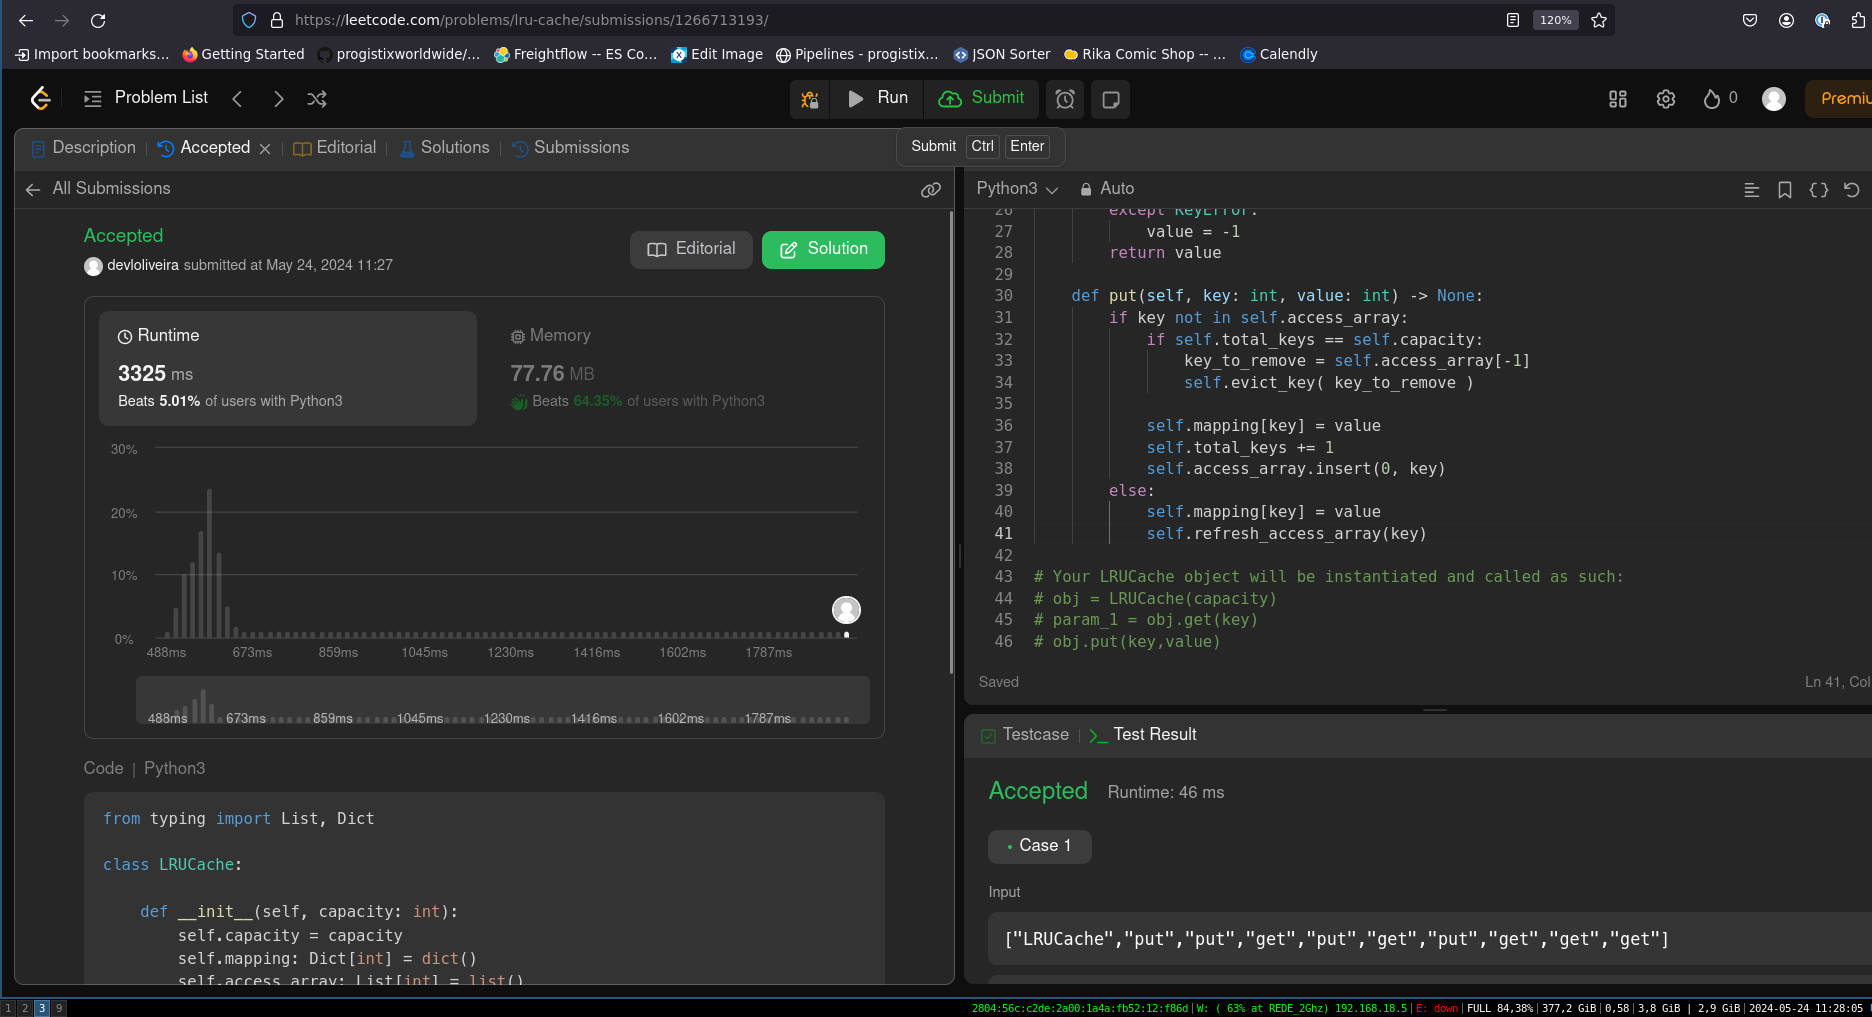 https://leetcode.com/problems/lru-cache/submissions/1266713193/
120%
Import bookmarks...
Getting Started
progistixworldwide/...
Freightflow -- ES Co...
Edit Image
Pipelines - progistix...
JSON Sorter
Rika Comic Shop -- ...
Calendly
Problem List
Run
Submit
0
Premiu
Description
Accepted
Editorial
Solutions
Submissions
Submit Ctrl Enter
All Submissions
Accepted
devloliveira submitted at May 24, 2024 11:27
Editorial
Solution
Runtime
3325 ms
Beats 5.01% of users with Python3
Memory
77.76 MB
Beats 64.35% of users with Python3
30%
20%
10%
0%
488ms 673ms 859ms 1045ms 1230ms 1416ms 1602ms 1787ms
488ms 673ms 859ms 1045ms 1230ms 1416ms 1602ms 1787ms
Code | Python3
from typing import List, Dict
class LRUCache:
def __init__(self, capacity: int):
self.capacity = capacity
self.mapping: Dict[int] = dict()
self.access_array: List[int] = list()
Python3
Auto
26 except KeyError:
27 value = -1
28 return value
29
30 def put(self, key: int, value: int) -> None:
31 if key not in self.access_array:
32 if self.total_keys == self.capacity:
33 key_to_remove = self.access_array[-1]
34 self.evict_key( key_to_remove )
35
36 self.mapping[key] = value
37 self.total_keys += 1
38 self.access_array.insert(0, key)
39 else:
40 self.mapping[key] = value
41 self.refresh_access_array(key)
42
43 # Your LRUCache object will be instantiated and called as such:
44 # obj = LRUCache(capacity)
45 # param_1 = obj.get(key)
46 # obj.put(key,value)
Saved
Ln 41, Col
Testcase
Test Result
Accepted Runtime: 46 ms
Case 1
Input
["LRUCache","put","put","get","put","get","put","get","get","get"]
1 2 3 9
2804:56c:c2de:2a00:1a4a:fb52:12:f86d|W: ( 63% at REDE_2Ghz) 192.168.18.5|E: down|FULL 84,38%|377,2 GiB|0,58|3,8 GiB | 2,9 GiB|2024-05-24 11:28:05